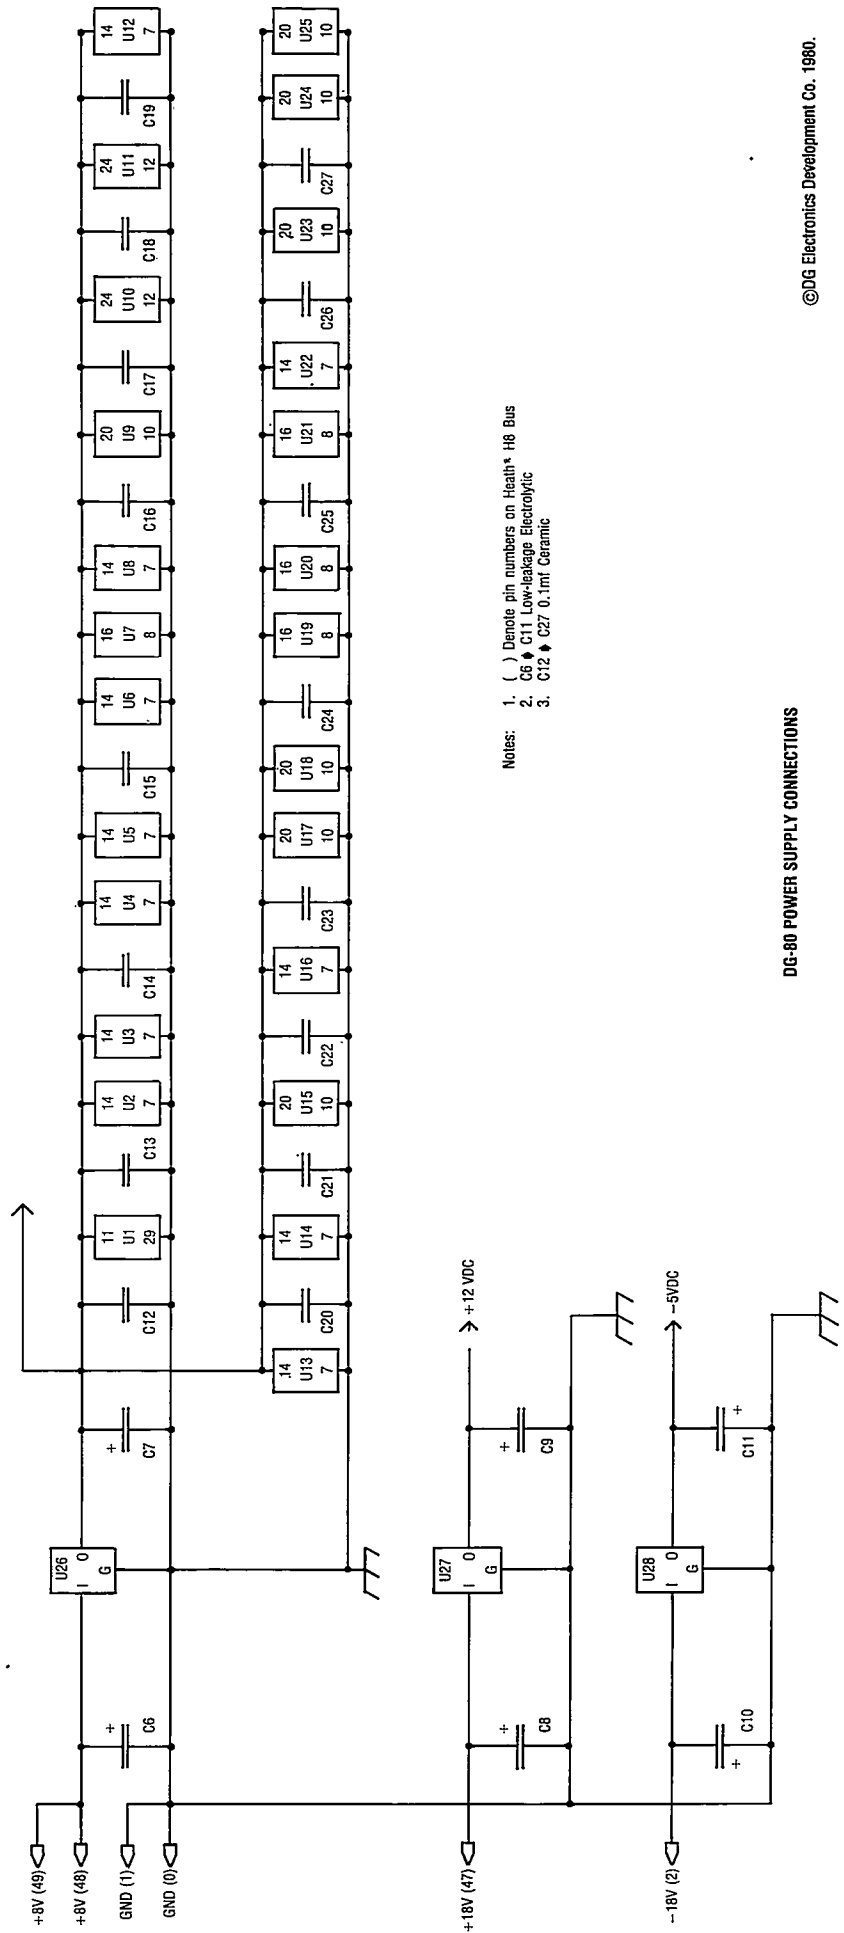 +8V (49)
+8V (48)
GND (1)
GND (0)
C6
+
U26
I
O
G
C7
+
C12
11
U1
29
C13
14
U2
7
14
U3
7
C14
14
U4
7
14
U5
7
C15
14
U6
7
16
U7
8
14
U8
7
C16
20
U9
10
C17
24
U10
12
C18
24
U11
12
C19
14
U12
7
14
U13
7
C20
14
U14
7
C21
20
U15
10
C22
14
U16
7
C23
20
U17
10
20
U18
10
C24
16
U19
8
16
U20
8
C25
16
U21
8
14
U22
7
C26
20
U23
10
C27
20
U24
10
20
U25
10
+18V (47)
C8
+
U27
I
O
G
C9
+
+12 VDC
-18V (2)
C10
+
U28
I
O
G
C11
+
-5VDC
Notes:
1. ( ) Denote pin numbers on Heath* H8 Bus
2. C6 ➧ C11 Low-leakage Electrolytic
3. C12 ➧ C27 0.1mf Ceramic
DG-80 POWER SUPPLY CONNECTIONS
©DG Electronics Development Co. 1980.